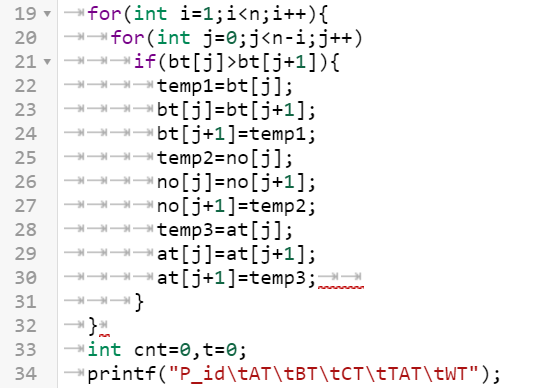 19 for(int i=1;i<n;i++){
20 for(int j=0;j<n-i;j++)
21 if(bt[j]>bt[j+1]){
22 temp1=bt[j];
23 bt[j]=bt[j+1];
24 bt[j+1]=temp1;
25 temp2=no[j];
26 no[j]=no[j+1];
27 no[j+1]=temp2;
28 temp3=at[j];
29 at[j]=at[j+1];
30 at[j+1]=temp3;
31 }
32 }
33 int cnt=0,t=0;
34 printf("P_id\tAT\tBT\tCT\tTAT\tWT");